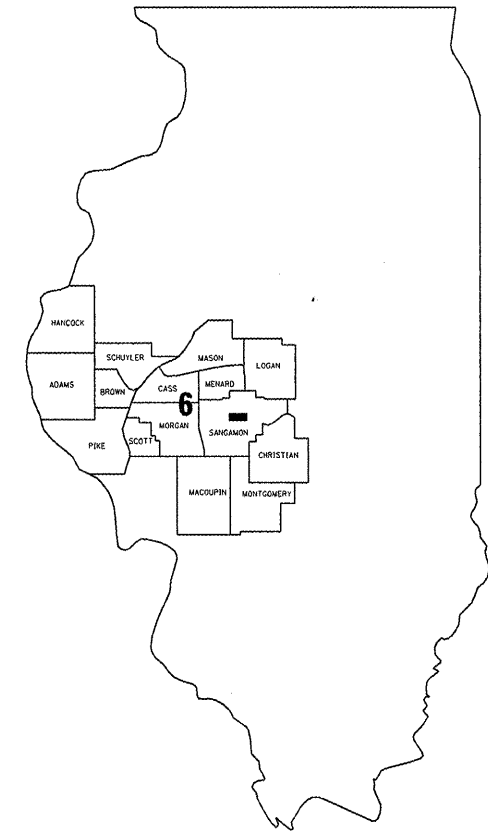 HANCOCK
SCHUYLER
MASON
LOGAN
ADAMS
BROWN
CASS
MENARD
6
MORGAN
SANGAMON
PIKE
SCOTT
CHRISTIAN
MACOUPIN
MONTGOMERY